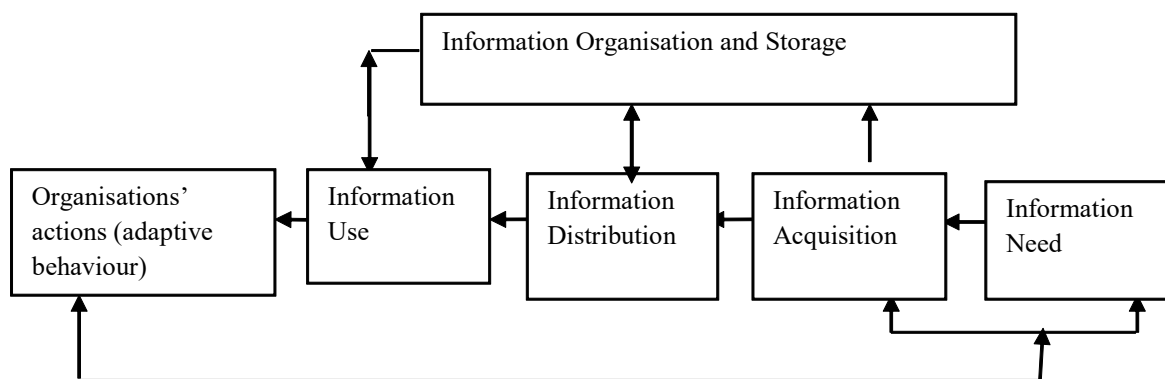 Information Organisation and Storage
Organisations’
actions (adaptive
behaviour)
Information
Use
Information
Distribution
Information
Acquisition
Information
Need